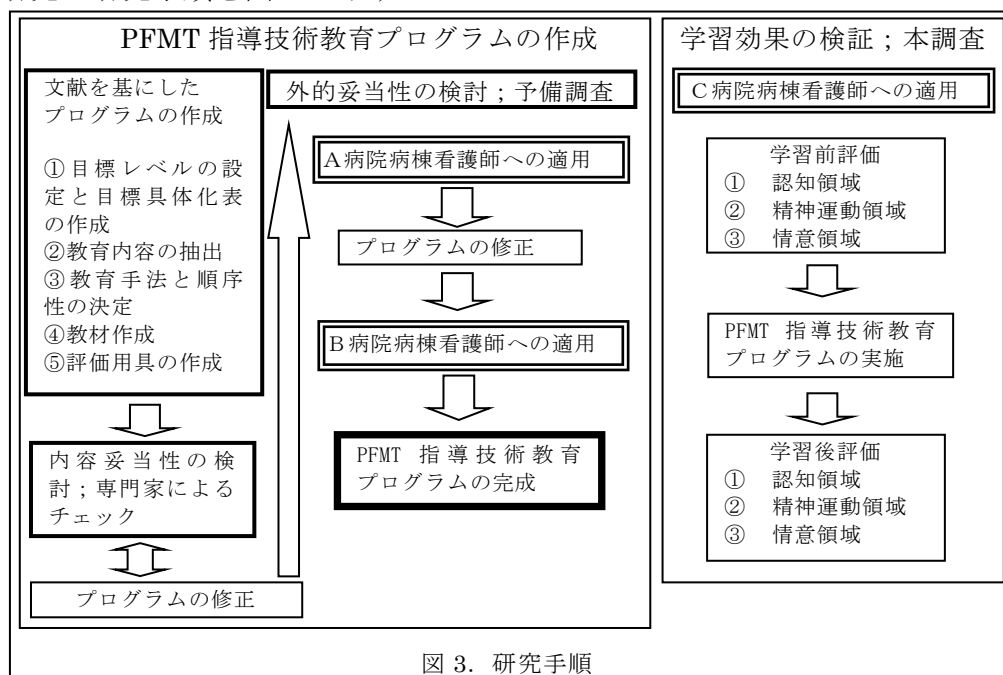 PFMT 指導技術教育プログラムの作成
文献を基にした
プログラムの作成
①目標レベルの設
定と目標具体化表
の作成
②教育内容の抽出
③教育手法と順序
性の決定
④教材作成
⑤評価用具の作成
内容妥当性の検
討；専門家による
チェック
プログラムの修正
外的妥当性の検討；予備調査
A病院病棟看護師への適用
プログラムの修正
B病院病棟看護師への適用
PFMT 指導技術教育
プログラムの完成
学習効果の検証；本調査
C病院病棟看護師への適用
学習前評価
① 認知領域
② 精神運動領域
③ 情意領域
PFMT 指導技術教育
プログラムの実施
学習後評価
① 認知領域
② 精神運動領域
③ 情意領域
図 3. 研究手順